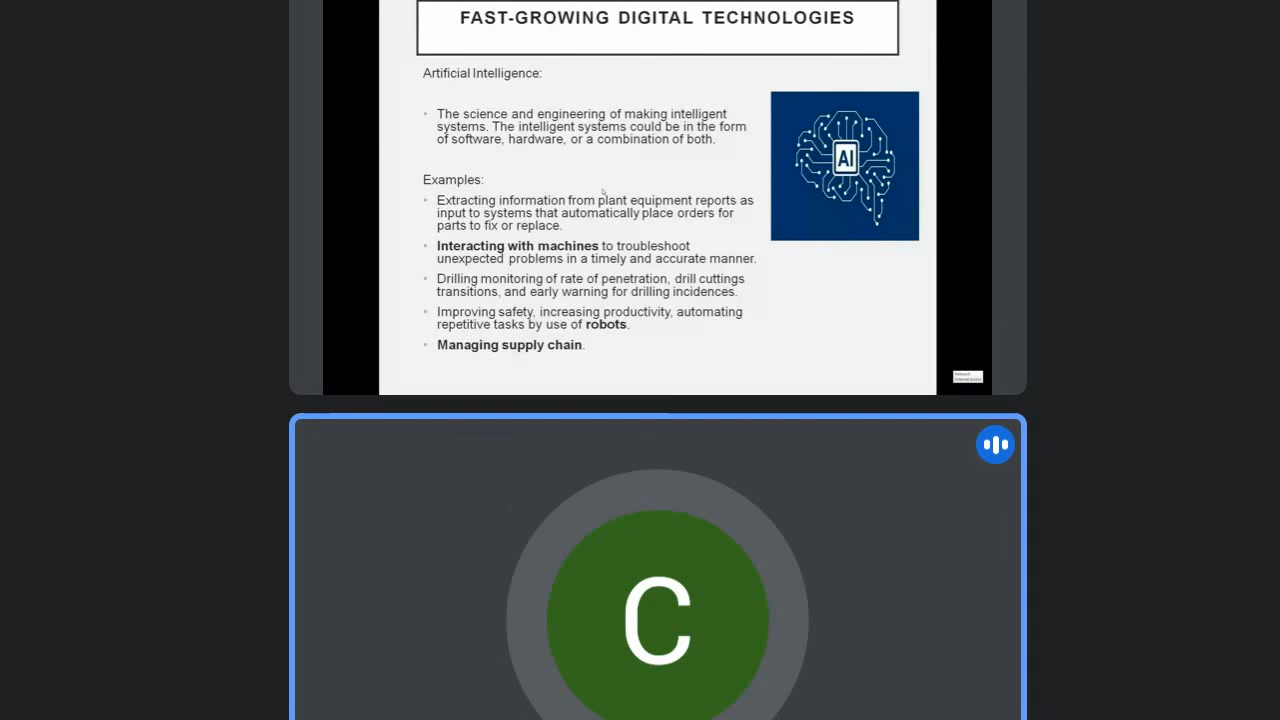 FAST-GROWING DIGITAL TECHNOLOGIES
Artificial Intelligence:
The science and engineering of making intelligent
systems. The intelligent systems could be in the form
of software, hardware, or a combination of both.
AI
Examples:
Extracting information from plant equipment reports as
input to systems that automatically place orders for
parts to fix or replace.
Interacting with machines to troubleshoot
unexpected problems in a timely and accurate manner.
Drilling monitoring of rate of penetration, drill cuttings
transitions, and early warning for drilling incidences.
Improving safety, increasing productivity, automating
repetitive tasks by use of robots.
Managing supply chain.
C